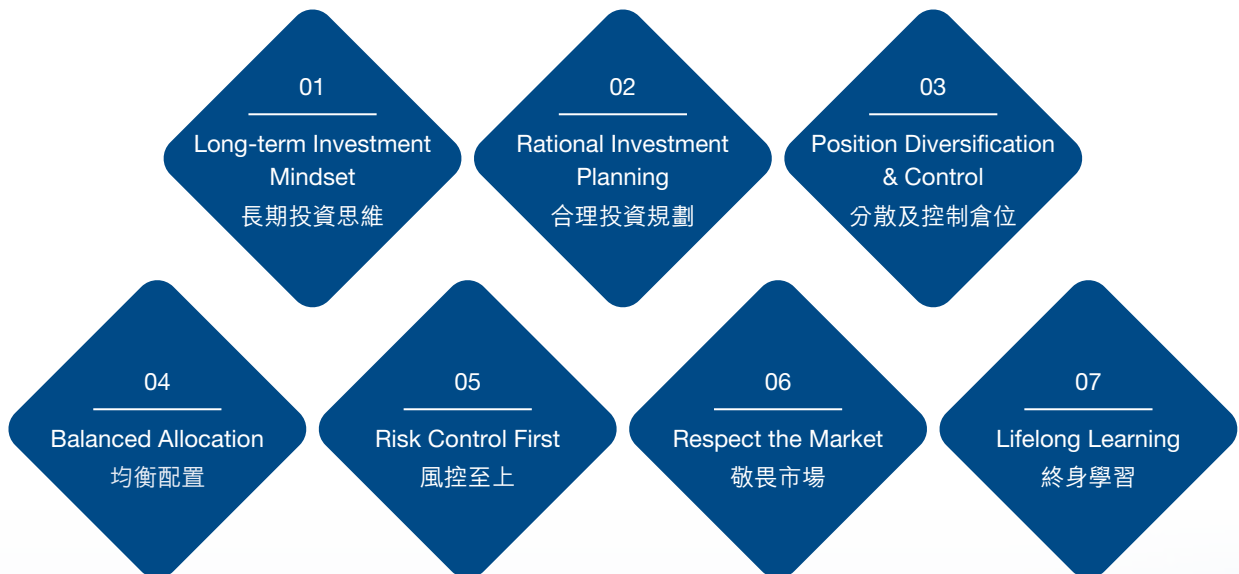 01
Long-term Investment
Mindset
長期投資思維
02
Rational Investment
Planning
合理投資規劃
03
Position Diversification
& Control
分散及控制倉位
04
Balanced Allocation
均衡配置
05
Risk Control First
風控至上
06
Respect the Market
敬畏市場
07
Lifelong Learning
終身學習